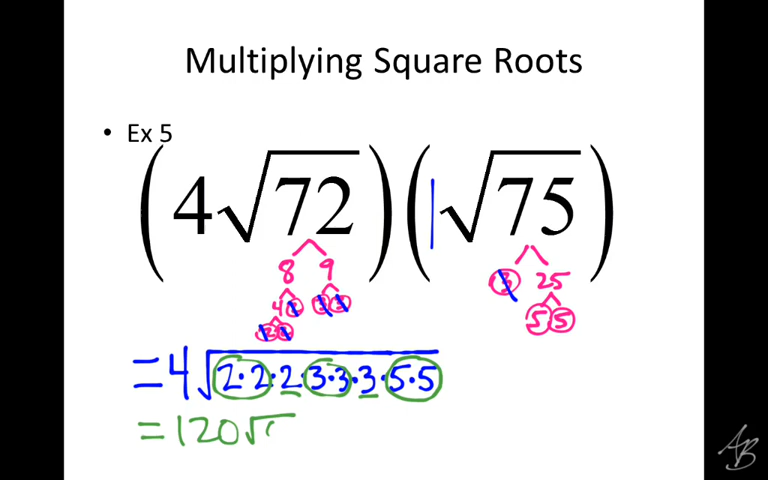 Multiplying Square Roots
• Ex 5
(4√72)(1√75)
8 9 3 25
4 2 3 3 5 5
2 2
=4√2·2·2·3·3·3·5·5
=120√
AB